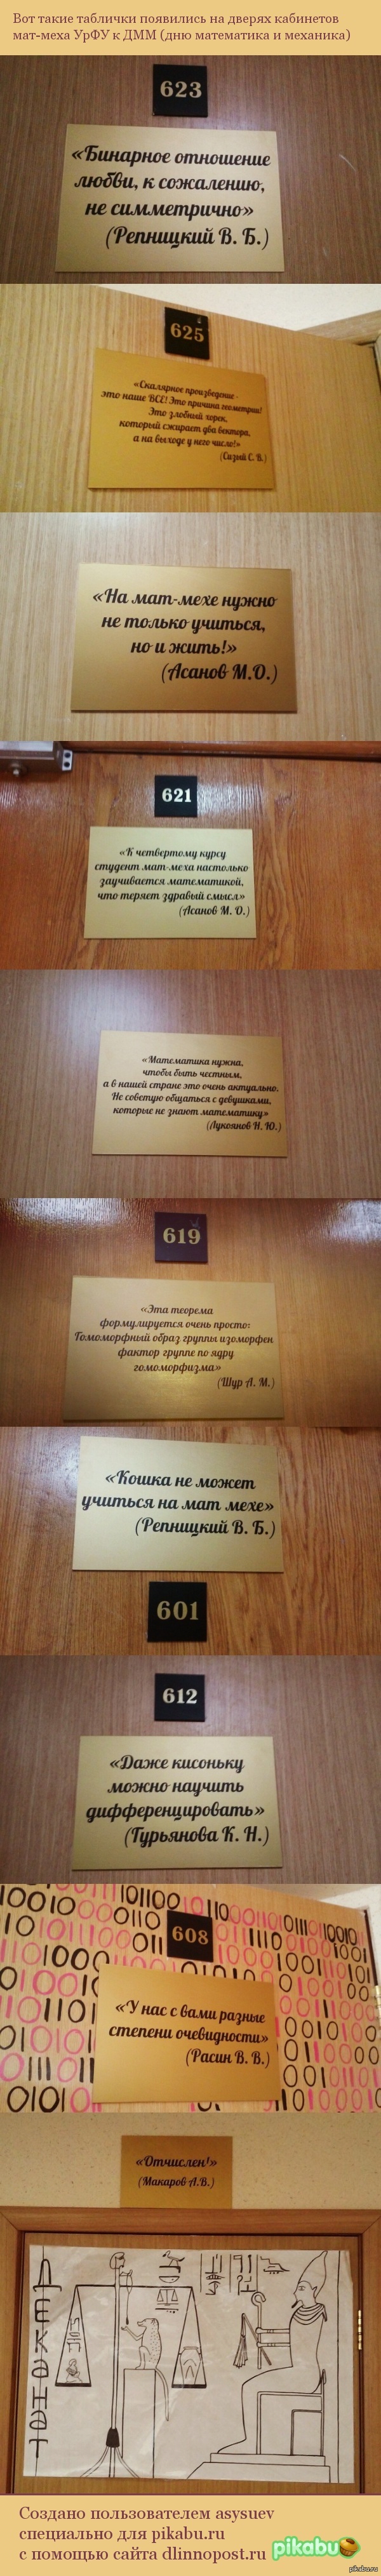 Вот такие таблички появились на дверях кабинетов
мат-меха УрФУ к ДММ (дню математика и механика)
623
«Бинарное отношение
любви, к сожалению,
не симметрично»
(Репницкий В. Б.)
625
«Скалярное произведение -
это наше ВСЕ! Это причина геометрии!
Это злобный хорек,
который сжирает два вектора,
а на выходе у него число!»
(Сизый С. В.)
«На мат-мехе нужно
не только учиться,
но и жить!»
(Асанов М.О.)
621
«К четвертому курсу
студент мат-меха настолько
заучивается математикой,
что теряет здравый смысл»
(Асанов М. О.)
«Математика нужна,
чтобы быть честным,
а в нашей стране это очень актуально.
Не советую общаться с девушками,
которые не знают математику»
(Лукоянов Н. Ю.)
619
«Эта теорема
формулируется очень просто:
Гомоморфный образ группы изоморфен
фактор группе по ядру
гомоморфизма»
(Шур А. М.)
«Кошка не может
учиться на мат мехе»
(Репницкий В. Б.)
601
612
«Даже кисоньку
можно научить
дифференцировать»
(Гурьянова К. Н.)
608
«У нас с вами разные
степени очевидности»
(Расин В. В.)
«Отчислен!»
(Макаров А.В.)
ДЕКАНАТ
Создано пользователем asysuev
специально для pikabu.ru
с помощью сайта dlinnopost.ru
pikabu
pikabu.ru